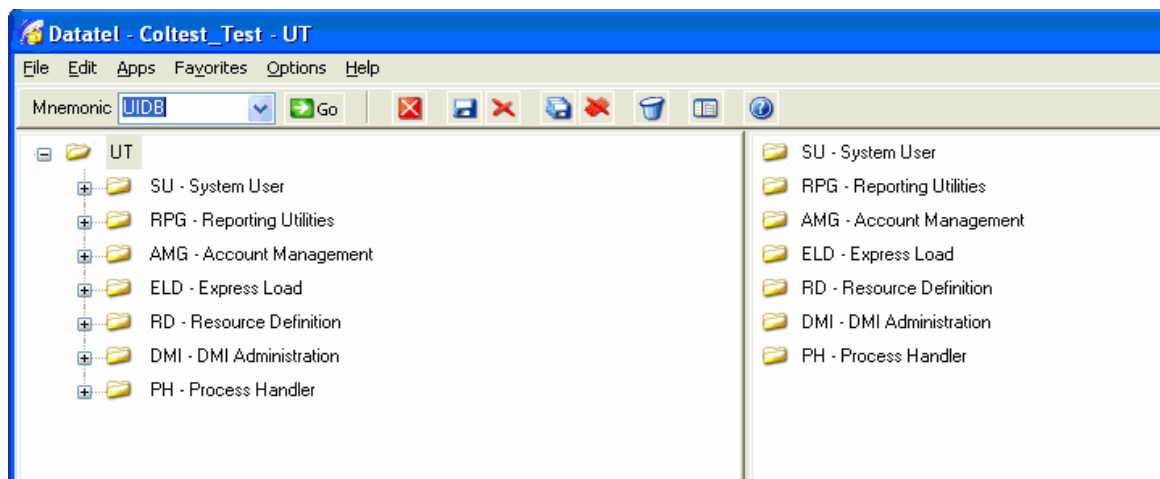 Datatel - Coltest_Test - UT
File Edit Apps Favorites Options Help
Mnemonic UIDB Go
UT
SU - System User
RPG - Reporting Utilities
AMG - Account Management
ELD - Express Load
RD - Resource Definition
DMI - DMI Administration
PH - Process Handler
SU - System User
RPG - Reporting Utilities
AMG - Account Management
ELD - Express Load
RD - Resource Definition
DMI - DMI Administration
PH - Process Handler